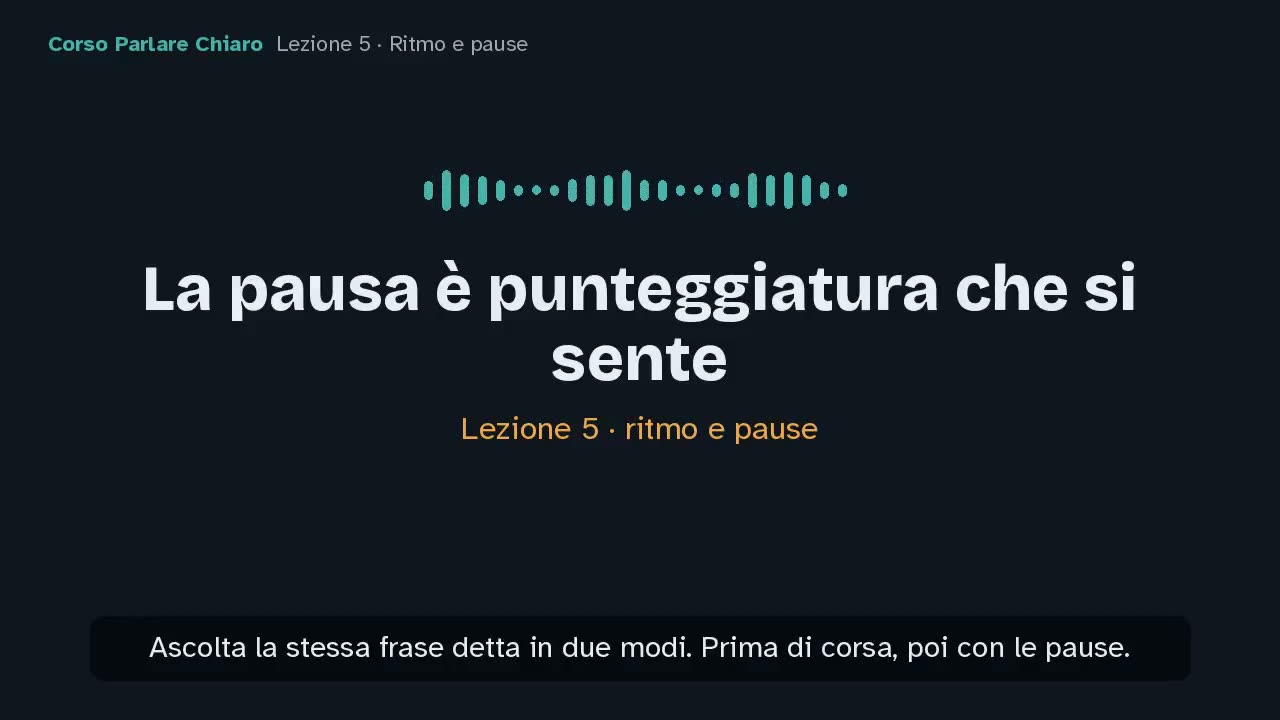 Corso Parlare Chiaro Lezione 5 · Ritmo e pause
La pausa è punteggiatura che si
sente
Lezione 5 · ritmo e pause
Ascolta la stessa frase detta in due modi. Prima di corsa, poi con le pause.